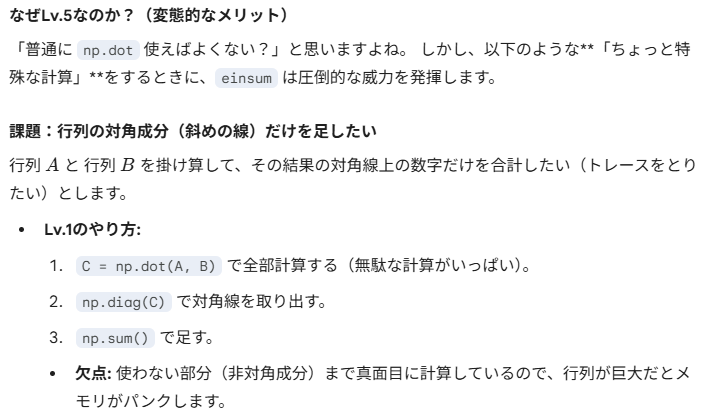 なぜLv.5なのか？（変態的なメリット）
「普通に np.dot 使えばよくない？」と思いますよね。 しかし、以下のような**「ちょっと特
殊な計算」**をするときに、 einsum は圧倒的な威力を発揮します。
課題：行列の対角成分（斜めの線）だけを足したい
行列 A と 行列 B を掛け算して、その結果の対角線上の数字だけを合計したい（トレースをとり
たい）とします。
• Lv.1のやり方:
1. C = np.dot(A, B) で全部計算する（無駄な計算がいっぱい）。
2. np.diag(C) で対角線を取り出す。
3. np.sum() で足す。
• 欠点: 使わない部分（非対角成分）まで真面目に計算しているので、行列が巨大だとメ
モリがパンクします。